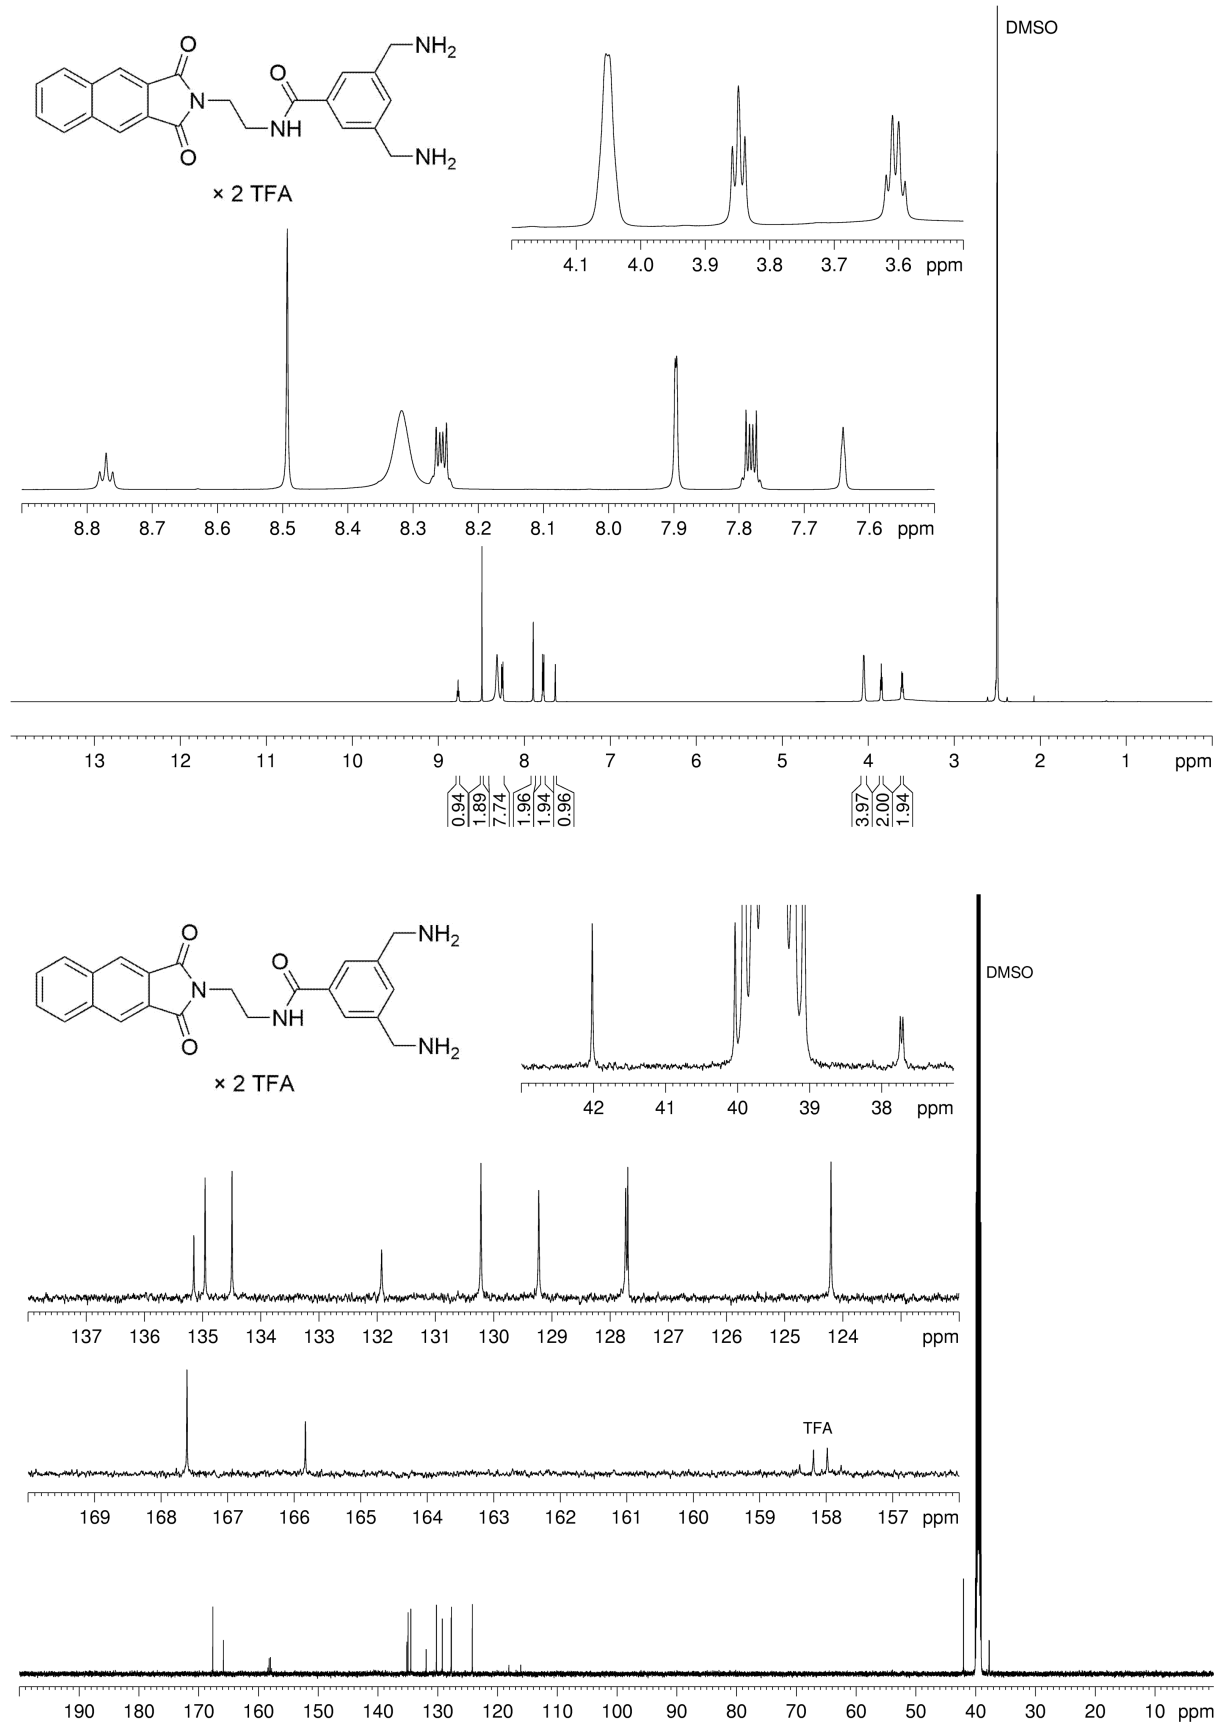 DMSO
O
N
O
O
NH
NH2
NH2
× 2 TFA
4.1 4.0 3.9 3.8 3.7 3.6 ppm
8.8 8.7 8.6 8.5 8.4 8.3 8.2 8.1 8.0 7.9 7.8 7.7 7.6 ppm
13 12 11 10 9 8 7 6 5 4 3 2 1 ppm
0.94 1.89 7.74 1.96 1.94 0.96 3.97 2.00 1.94
O
N
O
O
NH
NH2
NH2
× 2 TFA
DMSO
42 41 40 39 38 ppm
137 136 135 134 133 132 131 130 129 128 127 126 125 124 ppm
TFA
169 168 167 166 165 164 163 162 161 160 159 158 157 ppm
190 180 170 160 150 140 130 120 110 100 90 80 70 60 50 40 30 20 10 ppm